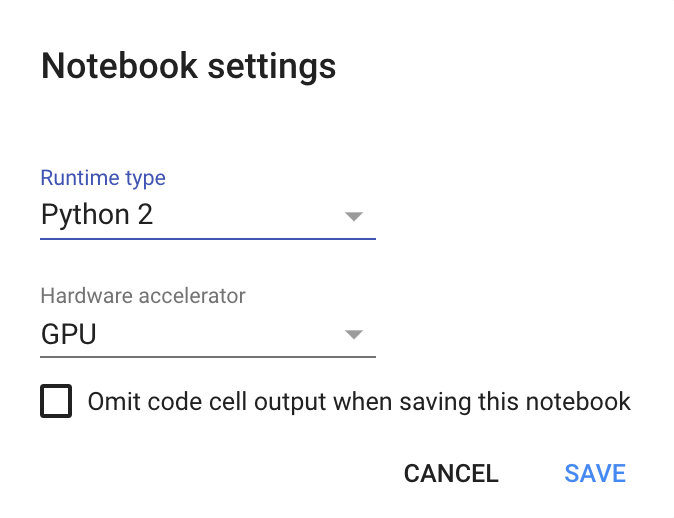 Notebook settings
Runtime type
Python 2
Hardware accelerator
GPU
Omit code cell output when saving this notebook
CANCEL SAVE